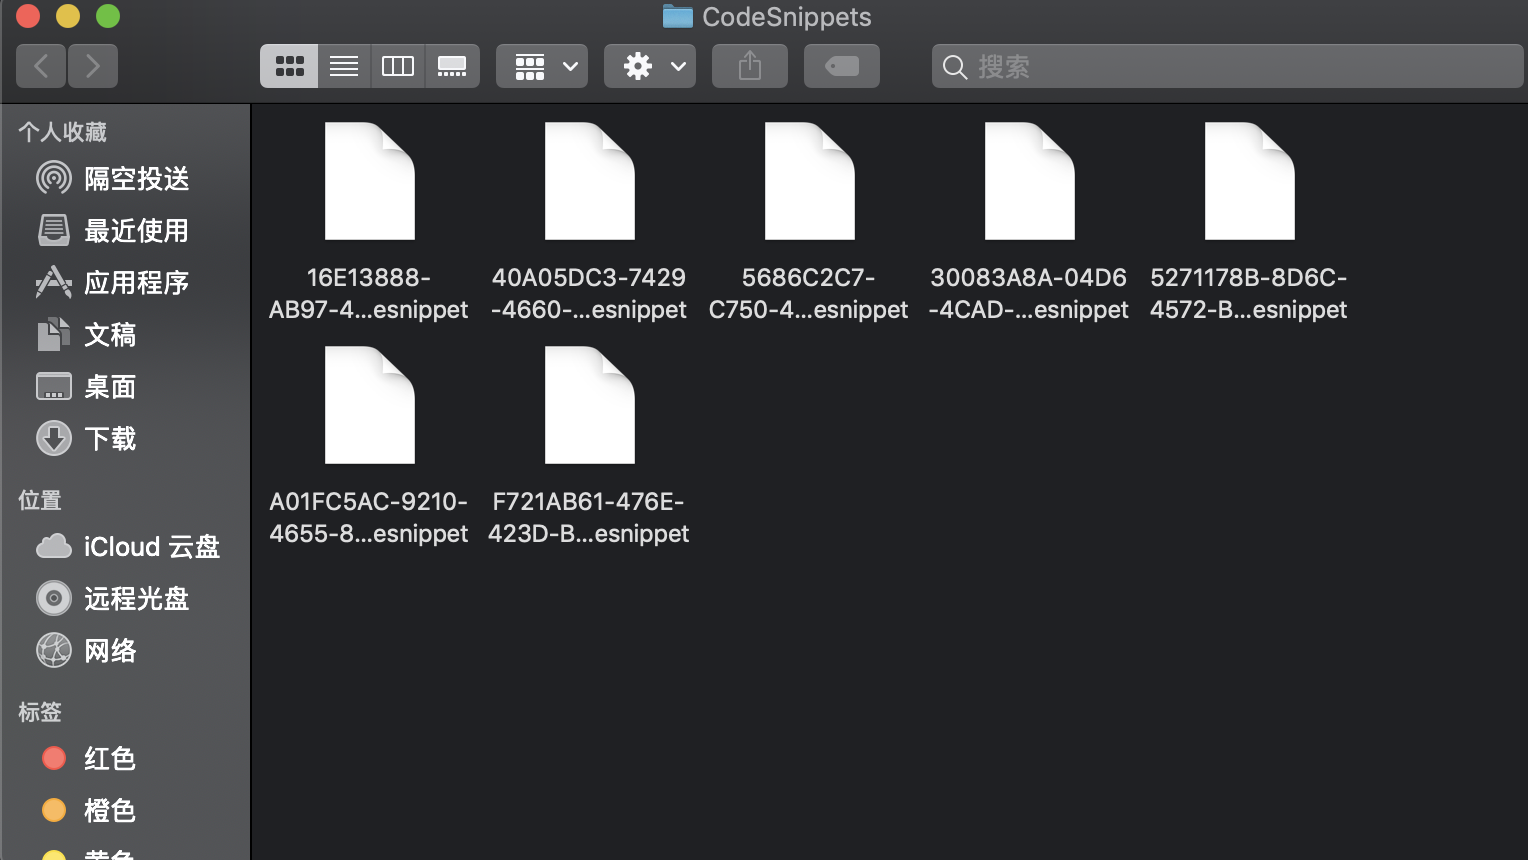 CodeSnippets
搜索
个人收藏
隔空投送
最近使用
应用程序
文稿
桌面
下载
位置
iCloud 云盘
远程光盘
网络
标签
红色
橙色
黄色
16E13888-
AB97-4...esnippet
40A05DC3-7429
-4660-...esnippet
5686C2C7-
C750-4...esnippet
30083A8A-04D6
-4CAD-...esnippet
5271178B-8D6C-
4572-B...esnippet
A01FC5AC-9210-
4655-8...esnippet
F721AB61-476E-
423D-B...esnippet